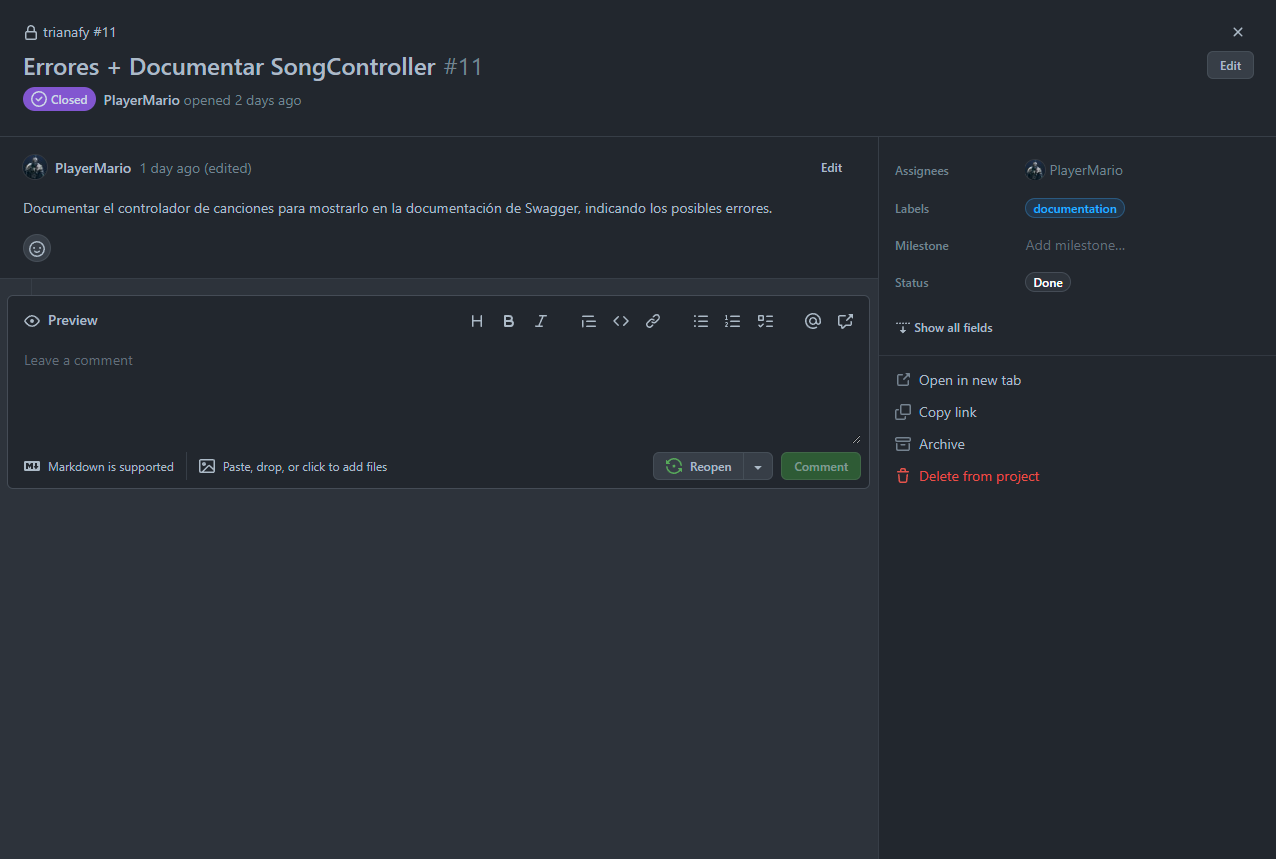 trianafy #11
Errores + Documentar SongController #11
Edit
Closed PlayerMario opened 2 days ago
PlayerMario 1 day ago (edited)
Edit
Documentar el controlador de canciones para mostrarlo en la documentación de Swagger, indicando los posibles errores.
Preview
Leave a comment
Markdown is supported
Paste, drop, or click to add files
Reopen
Comment
Assignees PlayerMario
Labels documentation
Milestone Add milestone...
Status Done
Show all fields
Open in new tab
Copy link
Archive
Delete from project